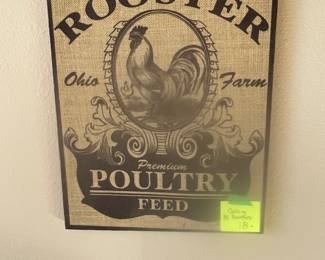 ROOSTER
Ohio Farm
Premium
POULTRY
FEED